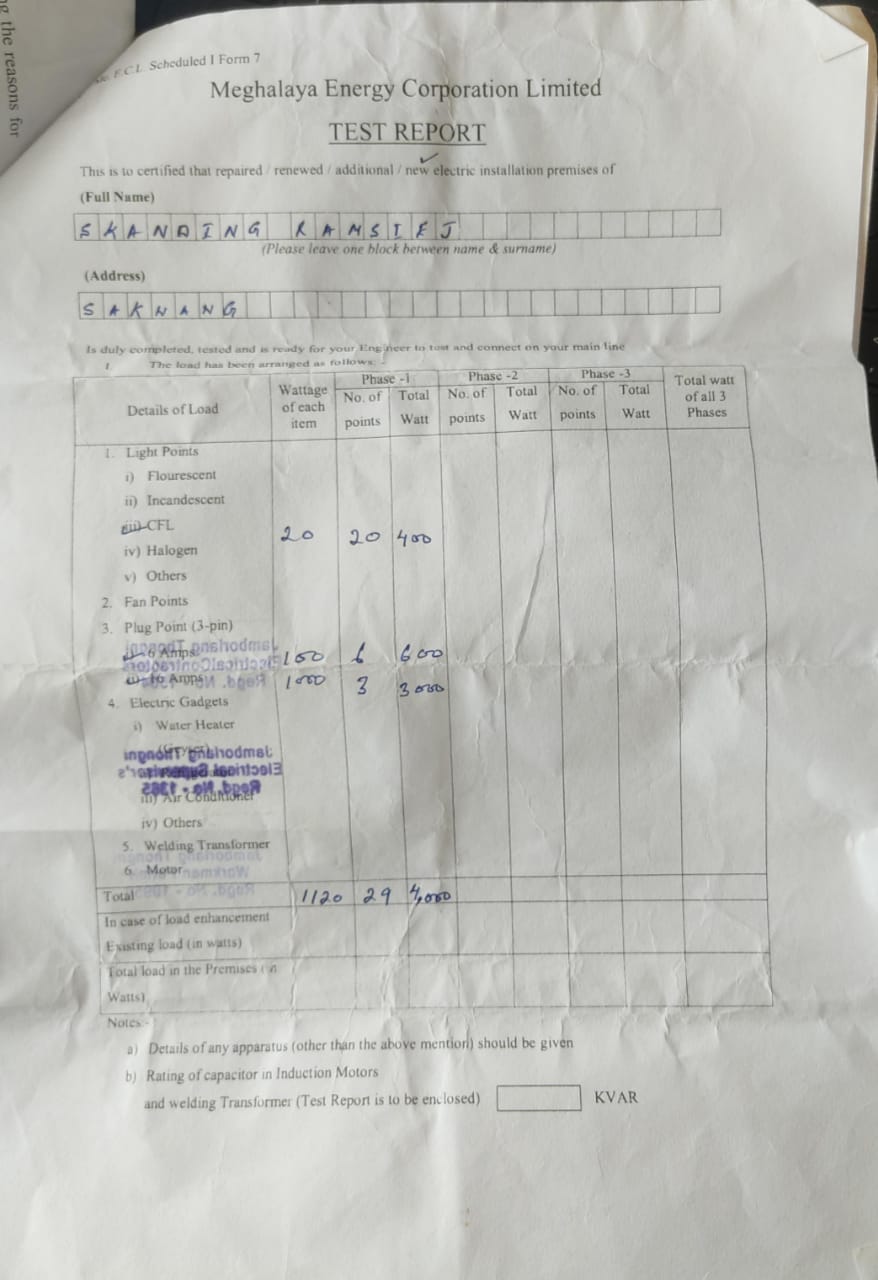 g the reasons for
E.C.L. Scheduled I Form 7
Meghalaya Energy Corporation Limited
TEST REPORT
This is to certified that repaired / renewed / additional / new electric installation premises of
(Full Name)
SKANDING RAMSIEJ
(Please leave one block between name & surname)
(Address)
SAKNANG
Is duly completed, tested and is ready for your Engineer to test and connect on your main line
1 The load has been arranged as follows:-
Details of Load Wattage of each item Phase -1 Phase -2 Phase -3 Total watt of all 3 Phases
No. of points Total Watt No. of points Total Watt No. of points Total Watt
1. Light Points
i) Flourescent
ii) Incandescent
iii) CFL 20 20 400
iv) Halogen
v) Others
2. Fan Points
3. Plug Point (3-pin)
i) 6 Amps 100 6 600
ii) 16 Amps 1000 3 3000
4. Electric Gadgets
i) Water Heater
iii) Air Conditioner
iv) Others
5. Welding Transformer
6. Motor
Total 1120 29 4,000
In case of load enhancement
Existing load (in watts)
Total load in the Premises (in
Watts)
Notes:-
a) Details of any apparatus (other than the above mention) should be given
b) Rating of capacitor in Induction Motors
and welding Transformer (Test Report is to be enclosed) KVAR